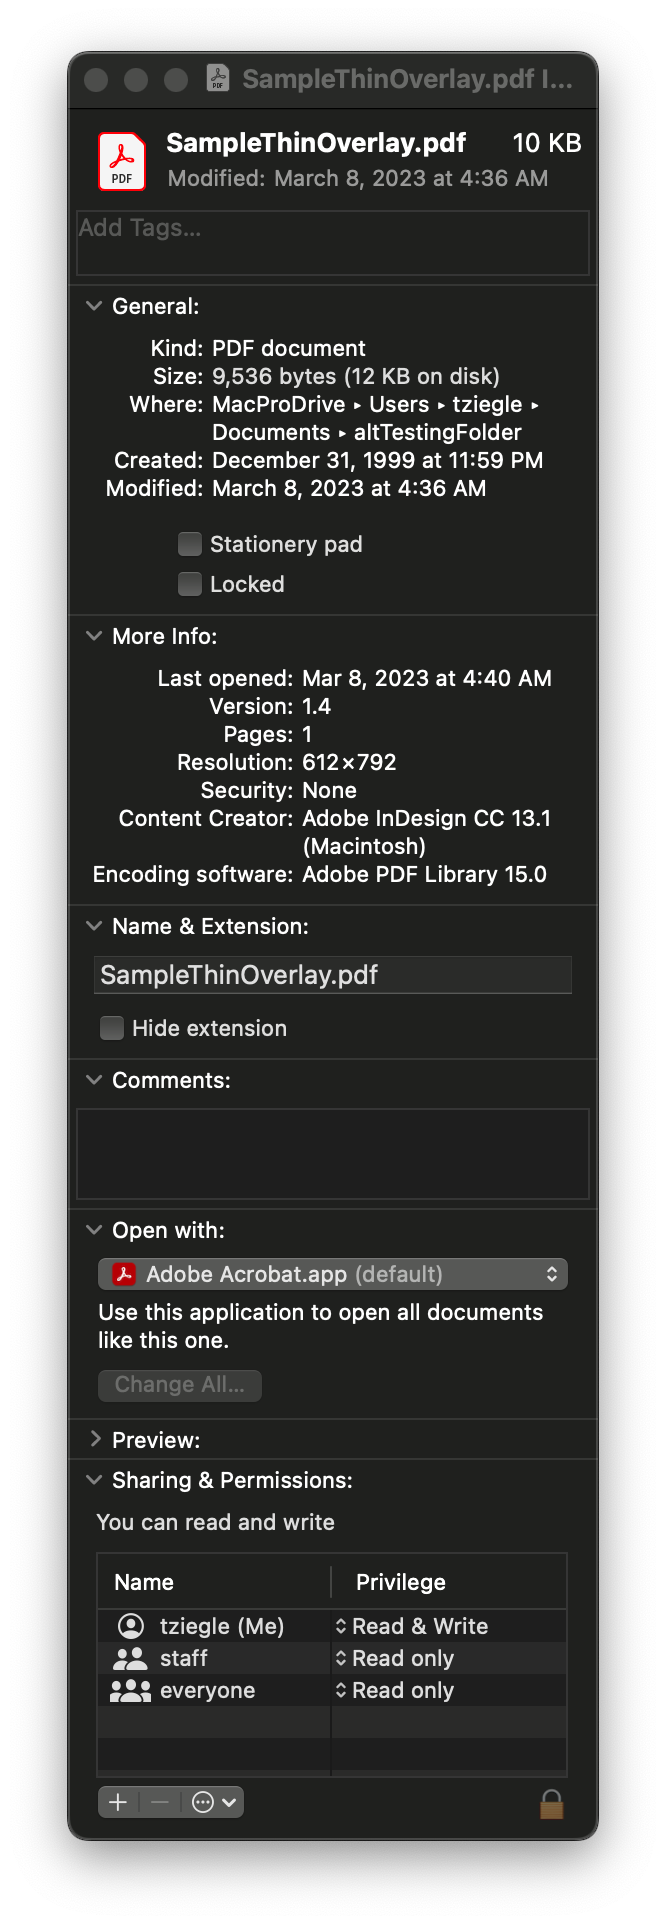 SampleThinOverlay.pdf I...
SampleThinOverlay.pdf 10 KB
PDF
Modified: March 8, 2023 at 4:36 AM
Add Tags...
General:
Kind: PDF document
Size: 9,536 bytes (12 KB on disk)
Where: MacProDrive ▸ Users ▸ tziegle ▸
Documents ▸ altTestingFolder
Created: December 31, 1999 at 11:59 PM
Modified: March 8, 2023 at 4:36 AM
Stationery pad
Locked
More Info:
Last opened: Mar 8, 2023 at 4:40 AM
Version: 1.4
Pages: 1
Resolution: 612×792
Security: None
Content Creator: Adobe InDesign CC 13.1
(Macintosh)
Encoding software: Adobe PDF Library 15.0
Name & Extension:
SampleThinOverlay.pdf
Hide extension
Comments:
Open with:
Adobe Acrobat.app (default)
Use this application to open all documents
like this one.
Change All...
Preview:
Sharing & Permissions:
You can read and write
Name Privilege
tziegle (Me) Read & Write
staff Read only
everyone Read only